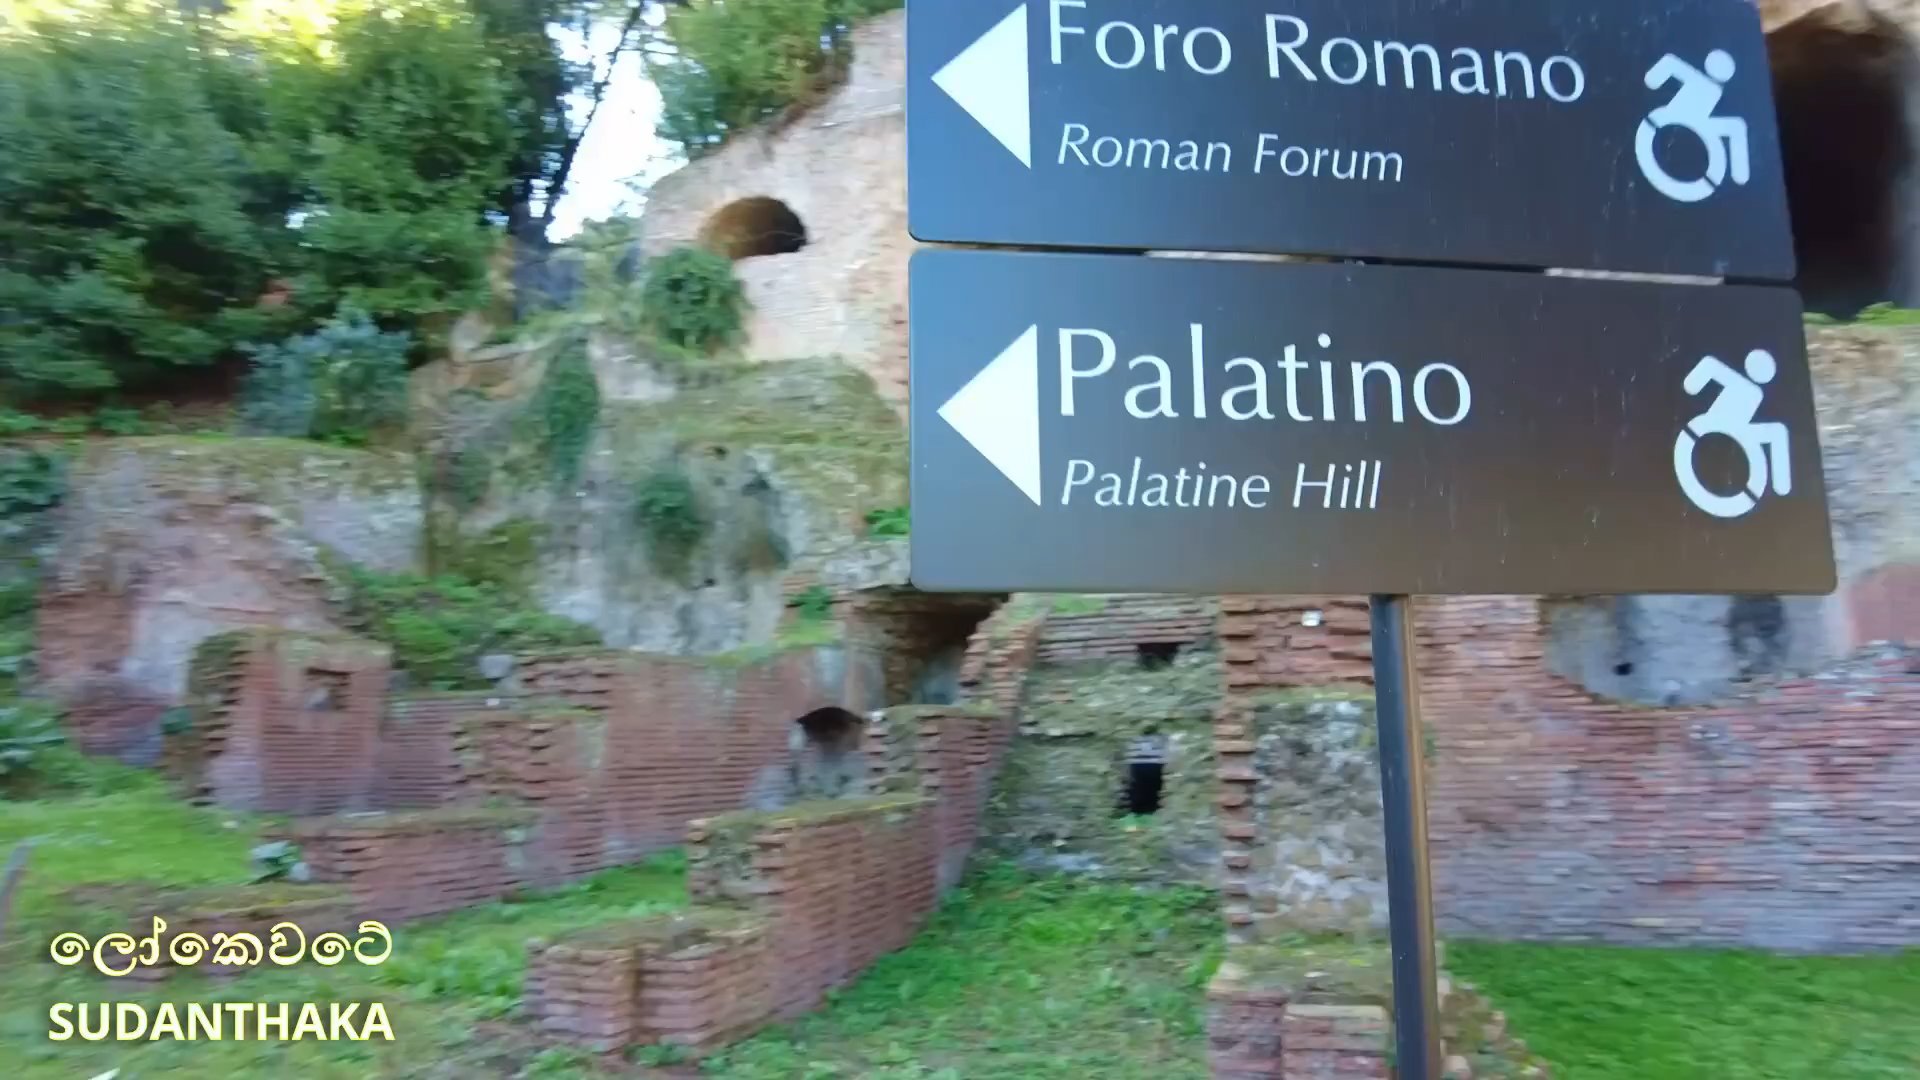 Foro Romano
Roman Forum
Palatino
Palatine Hill
ලෝකෙවටේ
SUDANTHAKA